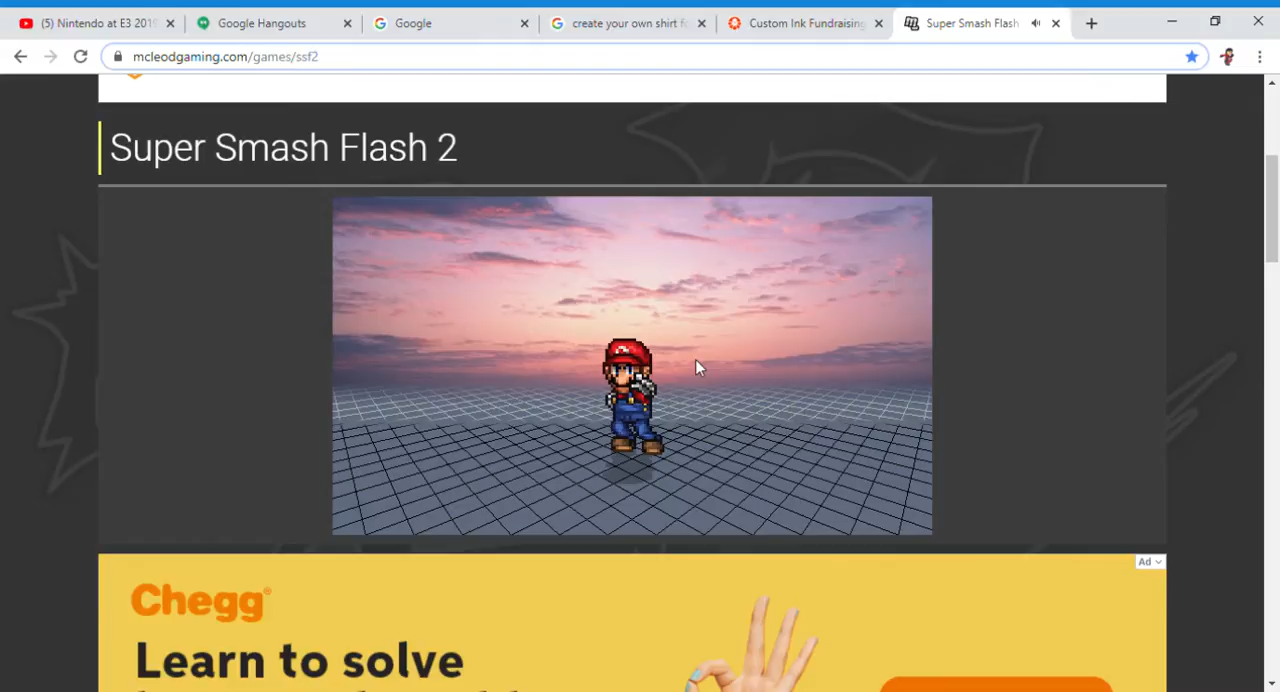 (5) Nintendo at E3 201
Google Hangouts
Google
create your own shirt f
Custom Ink Fundraising
Super Smash Flash
mcleodgaming.com/games/ssf2
Super Smash Flash 2
Ad
Chegg®
Learn to solve